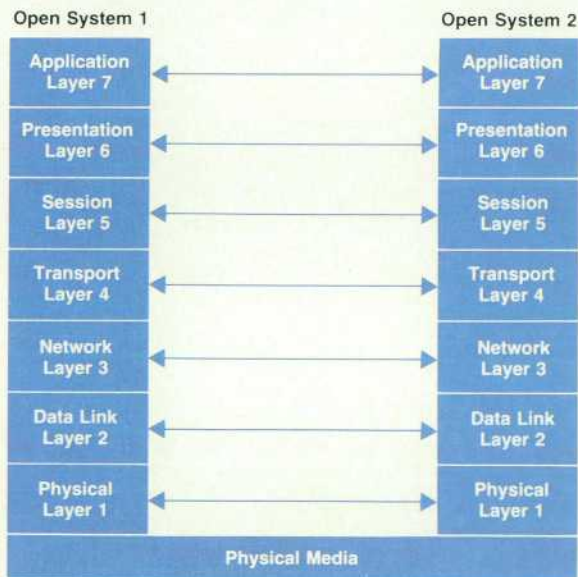 Open System 1
Open System 2
Application
Layer 7
Application
Layer 7
Presentation
Layer 6
Presentation
Layer 6
Session
Layer 5
Session
Layer 5
Transport
Layer 4
Transport
Layer 4
Network
Layer 3
Network
Layer 3
Data Link
Layer 2
Data Link
Layer 2
Physical
Layer 1
Physical
Layer 1
Physical Media